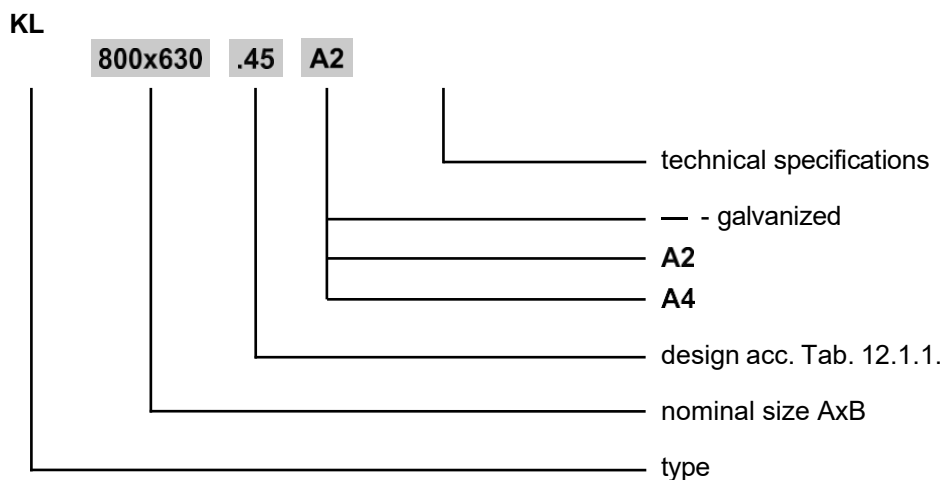 KL
800x630 .45 A2
technical specifications
— - galvanized
A2
A4
design acc. Tab. 12.1.1.
nominal size AxB
type